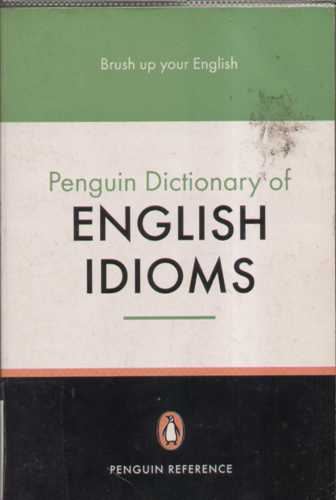 Brush up your English
Penguin Dictionary of
ENGLISH
IDIOMS
PENGUIN REFERENCE